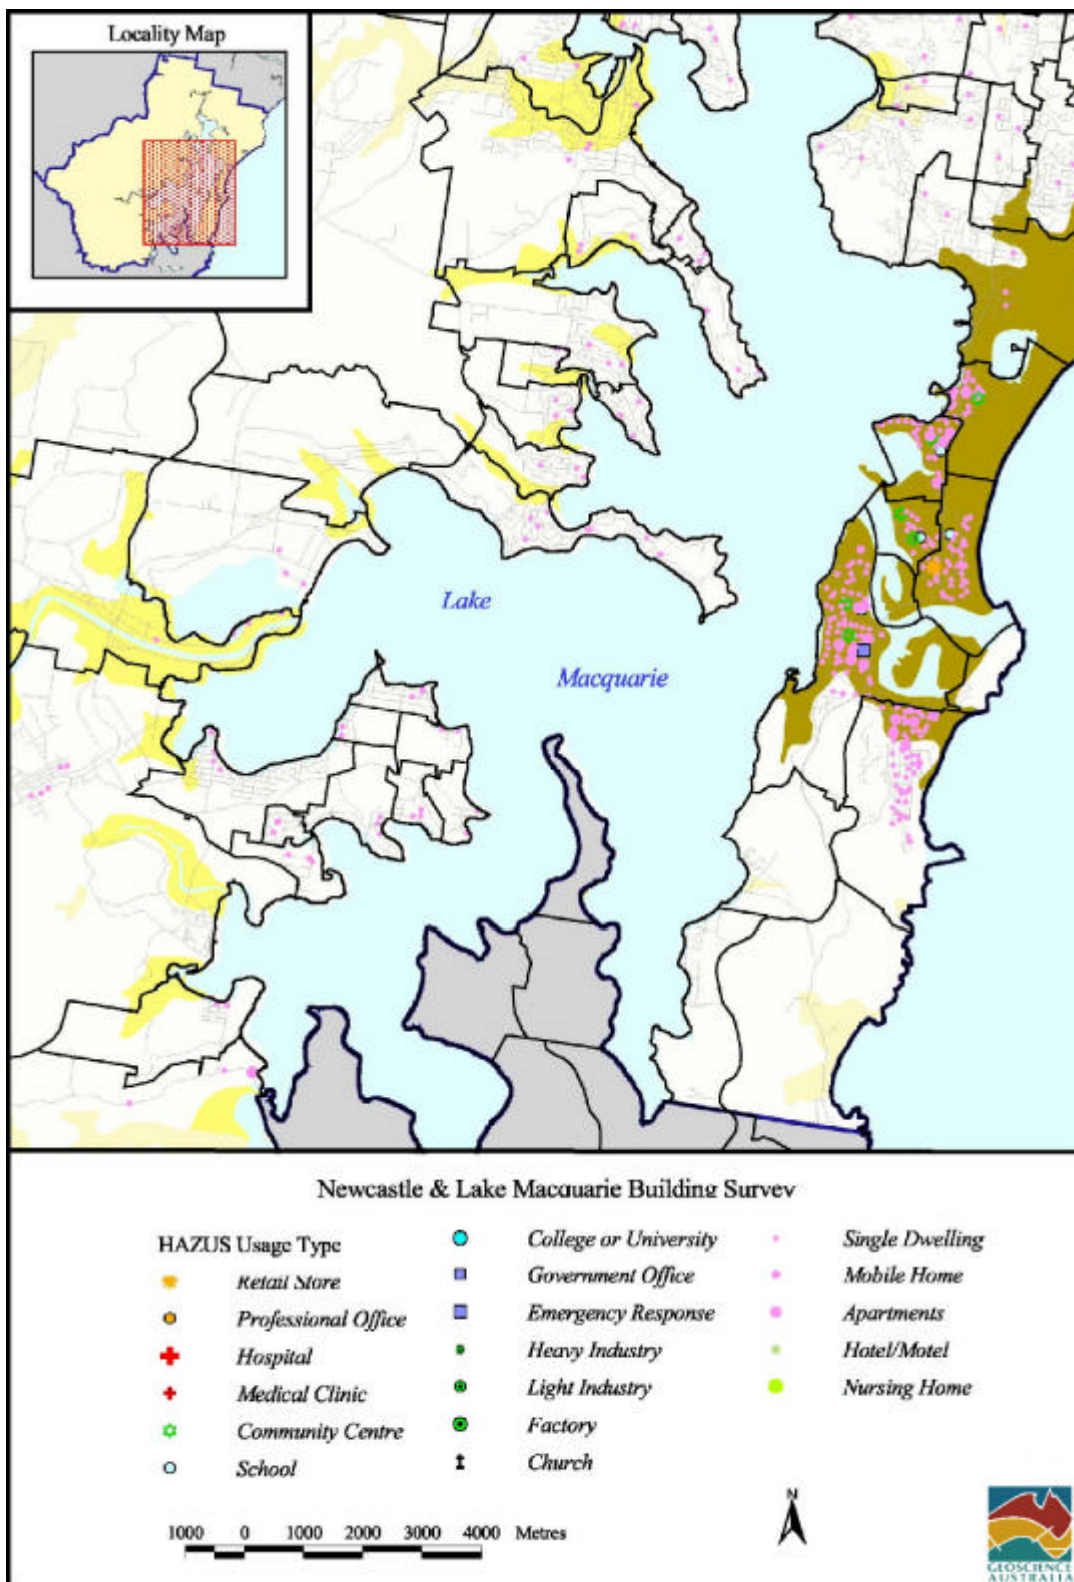 Locality Map
Lake
Macquarie
Newcastle & Lake Macquarie Building Survey
HAZUS Usage Type
Retail Store
Professional Office
Hospital
Medical Clinic
Community Centre
School
College or University
Government Office
Emergency Response
Heavy Industry
Light Industry
Factory
Church
Single Dwelling
Mobile Home
Apartments
Hotel/Motel
Nursing Home
1000 0 1000 2000 3000 4000 Metres
N
GEOSCIENCE
AUSTRALIA